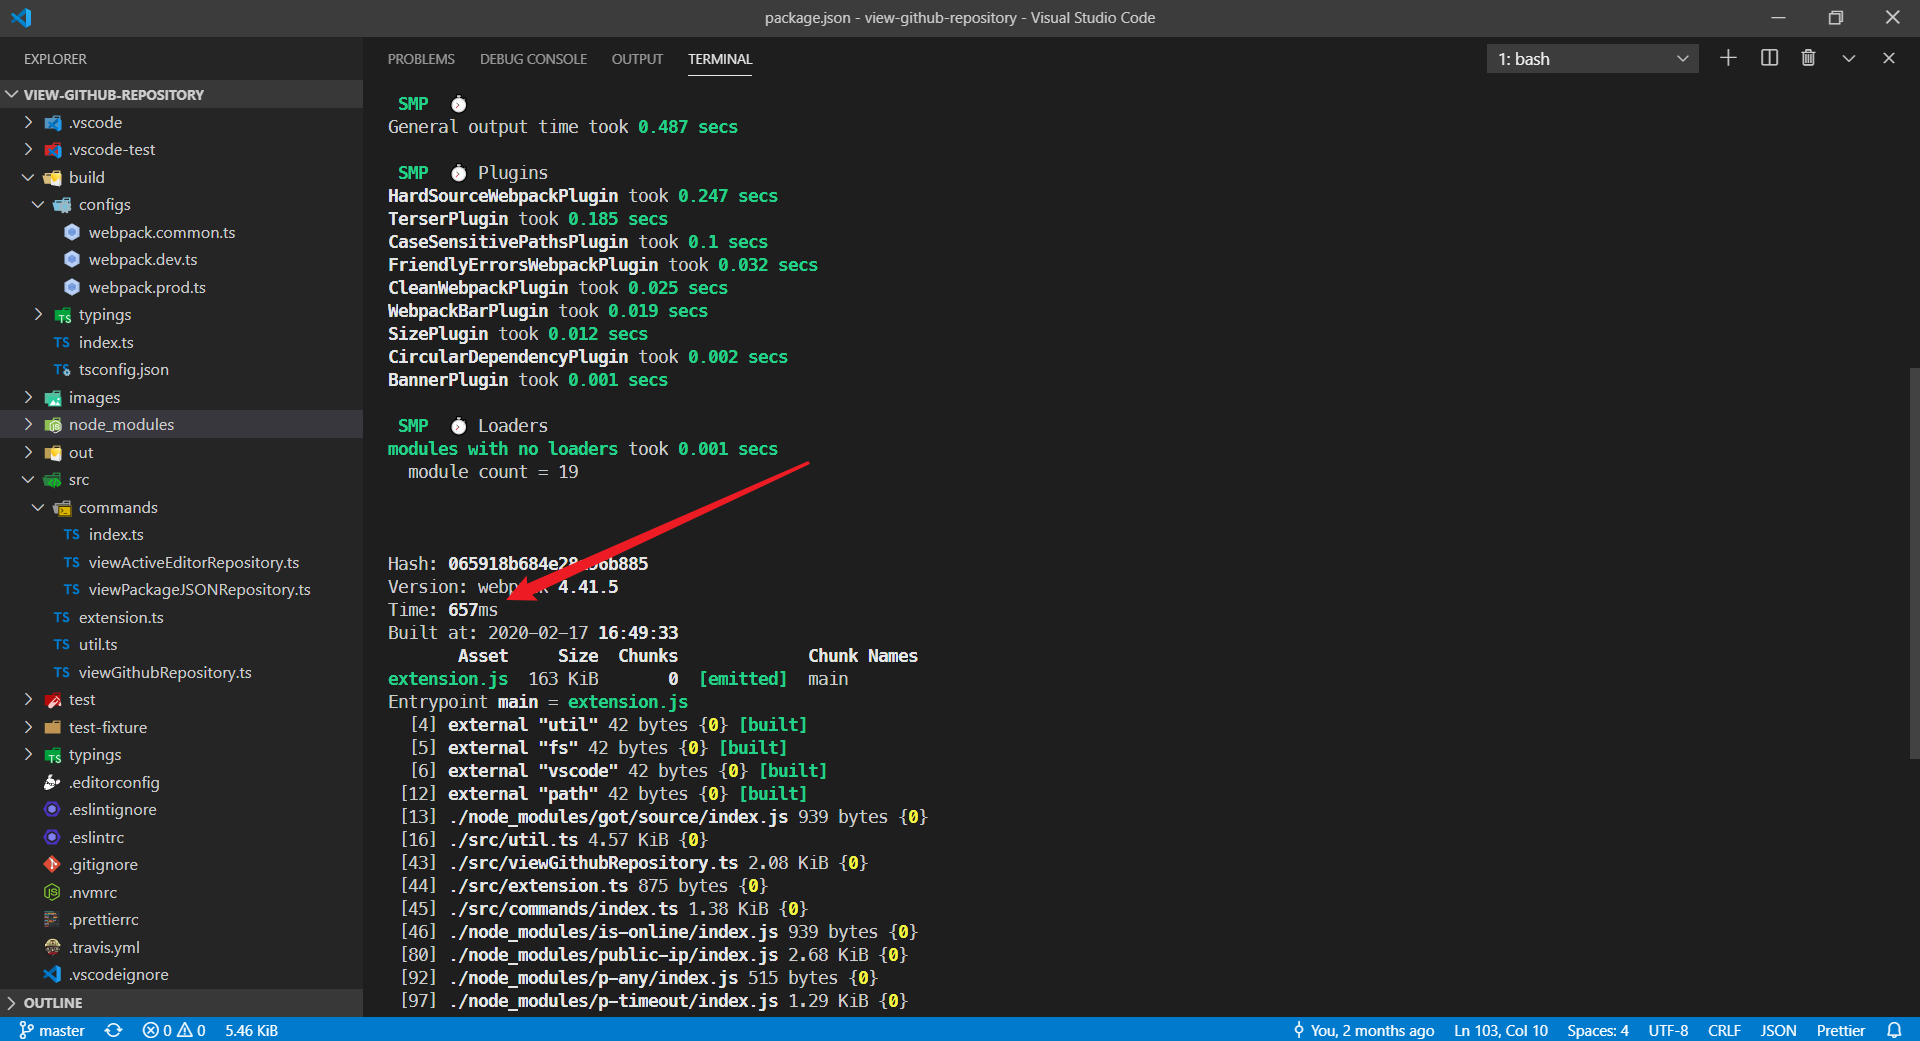 package.json - view-github-repository - Visual Studio Code
EXPLORER
VIEW-GITHUB-REPOSITORY
.vscode
.vscode-test
build
configs
webpack.common.ts
webpack.dev.ts
webpack.prod.ts
typings
index.ts
tsconfig.json
images
node_modules
out
src
commands
index.ts
viewActiveEditorRepository.ts
viewPackageJSONRepository.ts
extension.ts
util.ts
viewGithubRepository.ts
test
test-fixture
typings
.editorconfig
.eslintignore
.eslintrc
.gitignore
.nvmrc
.prettierrc
.travis.yml
.vscodeignore
OUTLINE
PROBLEMS DEBUG CONSOLE OUTPUT TERMINAL 1: bash
SMP
General output time took 0.487 secs
SMP Plugins
HardSourceWebpackPlugin took 0.247 secs
TerserPlugin took 0.185 secs
CaseSensitivePathsPlugin took 0.1 secs
FriendlyErrorsWebpackPlugin took 0.032 secs
CleanWebpackPlugin took 0.025 secs
WebpackBarPlugin took 0.019 secs
SizePlugin took 0.012 secs
CircularDependencyPlugin took 0.002 secs
BannerPlugin took 0.001 secs
SMP Loaders
modules with no loaders took 0.001 secs
module count = 19
Hash:
Version: webpack 4.41.5
Time: 657ms
Built at: 2020-02-17 16:49:33
Asset Size Chunks Chunk Names
extension.js 163 KiB 0 [emitted] main
Entrypoint main = extension.js
[4] external "util" 42 bytes {0} [built]
[5] external "fs" 42 bytes {0} [built]
[6] external "vscode" 42 bytes {0} [built]
[12] external "path" 42 bytes {0} [built]
[13] ./node_modules/got/source/index.js 939 bytes {0}
[16] ./src/util.ts 4.57 KiB {0}
[43] ./src/viewGithubRepository.ts 2.08 KiB {0}
[44] ./src/extension.ts 875 bytes {0}
[45] ./src/commands/index.ts 1.38 KiB {0}
[46] ./node_modules/is-online/index.js 939 bytes {0}
[80] ./node_modules/public-ip/index.js 2.68 KiB {0}
[92] ./node_modules/p-any/index.js 515 bytes {0}
[97] ./node_modules/p-timeout/index.js 1.29 KiB {0}
master 0 0 5.46 KiB You, 2 months ago Ln 103, Col 10 Spaces: 4 UTF-8 CRLF JSON Prettier